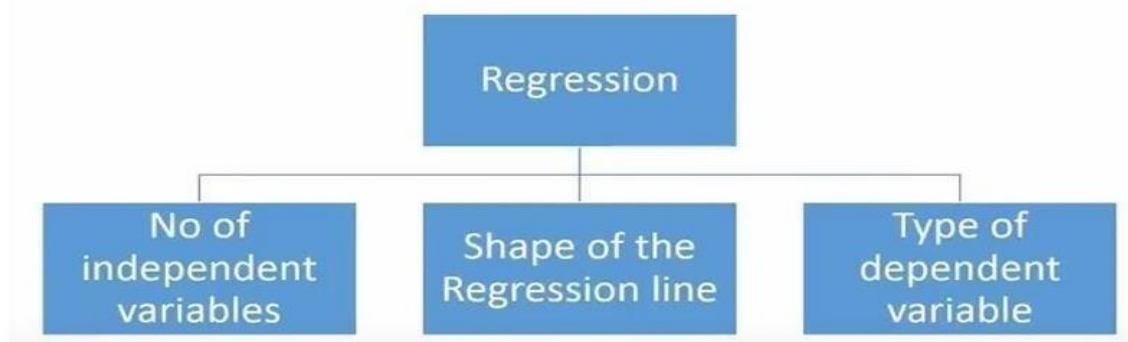 Regression
No of
independent
variables
Shape of the
Regression line
Type of
dependent
variable